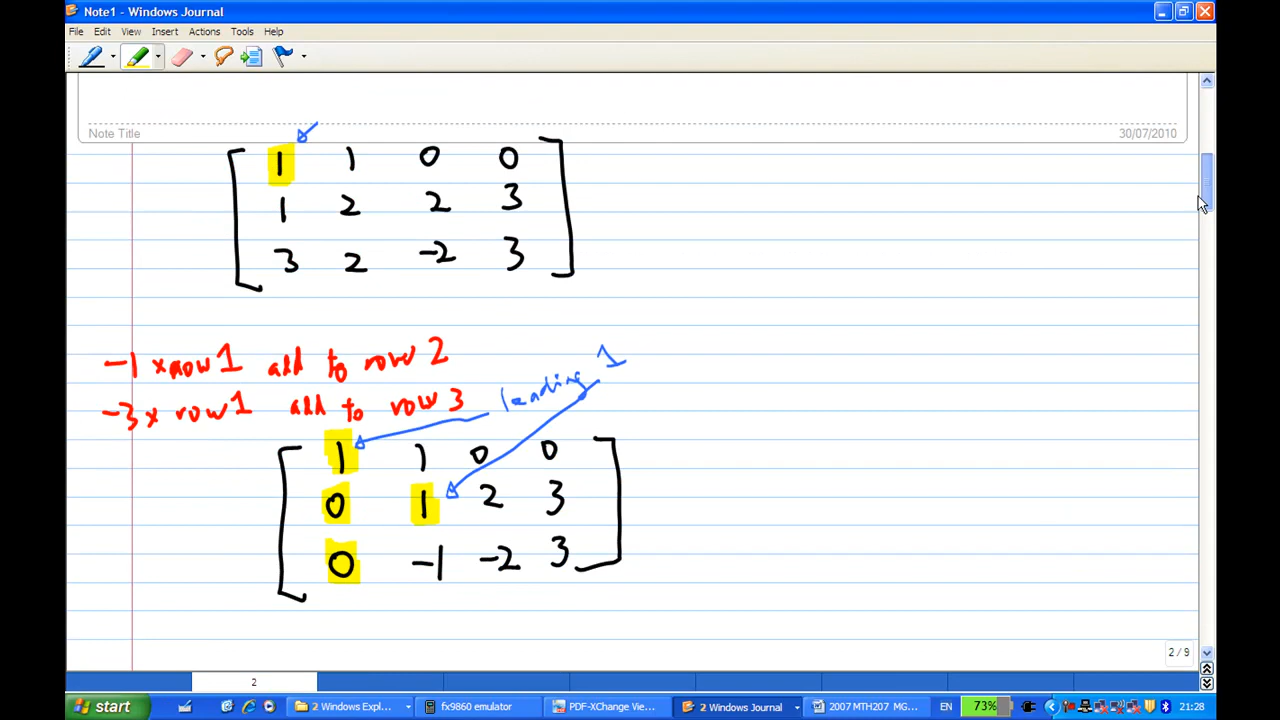 Note1 - Windows Journal
File Edit View Insert Actions Tools Help
Note Title 30/07/2010
1 1 0 0
1 2 2 3
3 2 -2 3
-1 x row 1 add to row 2
-3 x row 1 add to row 3
leading 1
1 1 0 0
0 1 2 3
0 -1 -2 3
2 / 9
2
start 2 Windows Expl... fx9860 emulator PDF-XChange Vie... 2 Windows Journal 2007 MTH207 MG... EN 73% 21:28